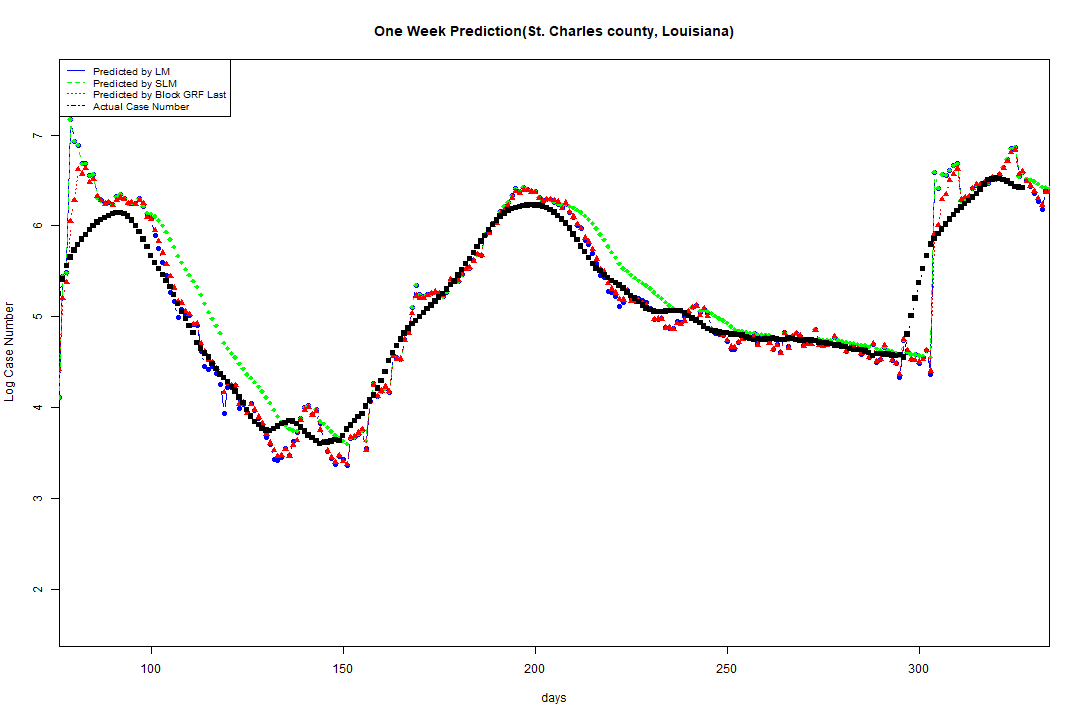 One Week Prediction(St. Charles county, Louisiana)
Predicted by LM
Predicted by SLM
Predicted by Block GRF Last
Actual Case Number
Log Case Number
7
6
5
4
3
2
100 150 200 250 300
days